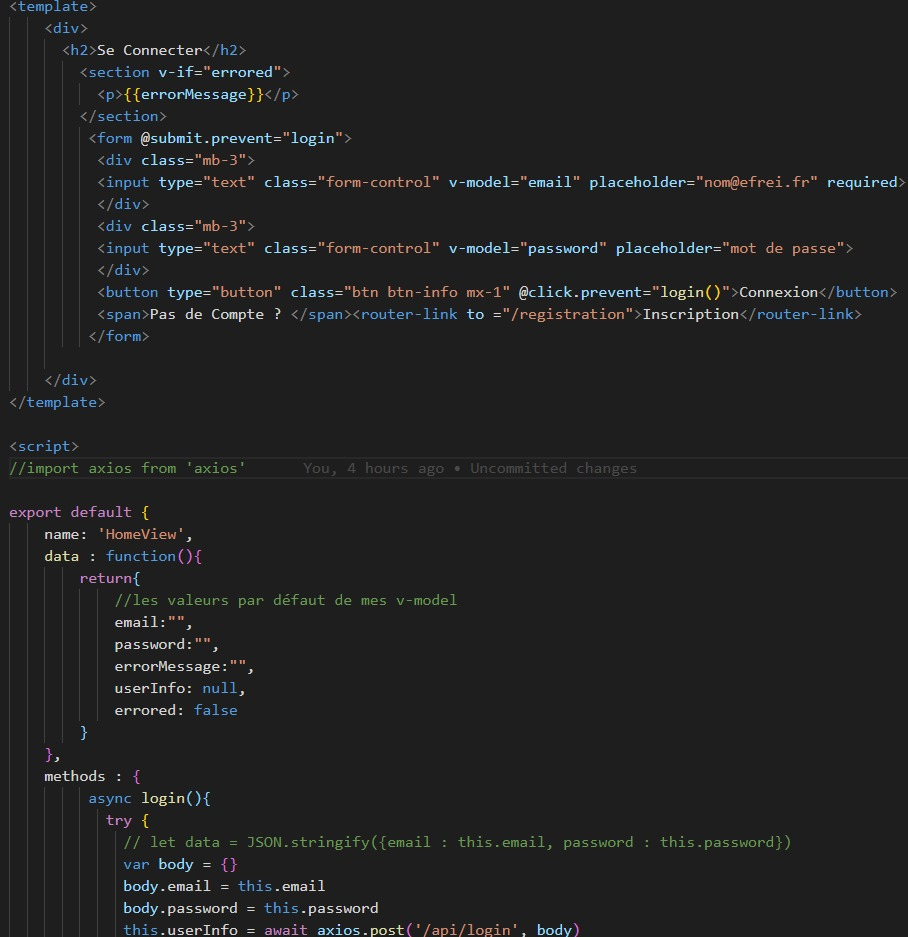 <template>
<div>
<h2>Se Connecter</h2>
<section v-if="errored">
<p>{{errorMessage}}</p>
</section>
<form @submit.prevent="login">
<div class="mb-3">
<input type="text" class="form-control" v-model="email" placeholder="nom@efrei.fr" required>
</div>
<div class="mb-3">
<input type="text" class="form-control" v-model="password" placeholder="mot de passe">
</div>
<button type="button" class="btn btn-info mx-1" @click.prevent="login()">Connexion</button>
<span>Pas de Compte ? </span><router-link to ="/registration">Inscription</router-link>
</form>
</div>
</template>
<script>
//import axios from 'axios' You, 4 hours ago • Uncommitted changes
export default {
name: 'HomeView',
data : function(){
return{
//les valeurs par défaut de mes v-model
email:"",
password:"",
errorMessage:"",
userInfo: null,
errored: false
}
},
methods : {
async login(){
try {
// let data = JSON.stringify({email : this.email, password : this.password})
var body = {}
body.email = this.email
body.password = this.password
this.userInfo = await axios.post('/api/login', body)